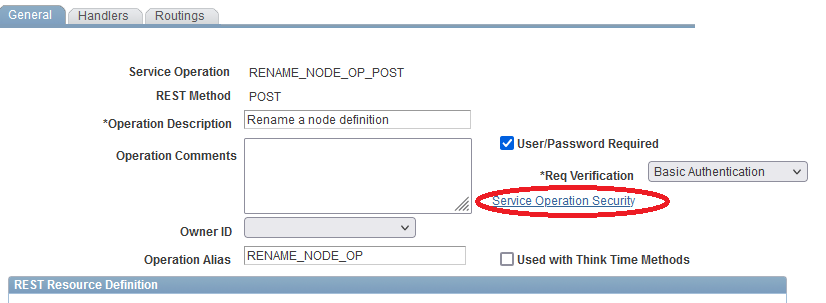 General Handlers Routings
Service Operation RENAME_NODE_OP_POST
REST Method POST
*Operation Description Rename a node definition
Operation Comments
User/Password Required
*Req Verification Basic Authentication
Service Operation Security
Owner ID
Operation Alias RENAME_NODE_OP
Used with Think Time Methods
REST Resource Definition